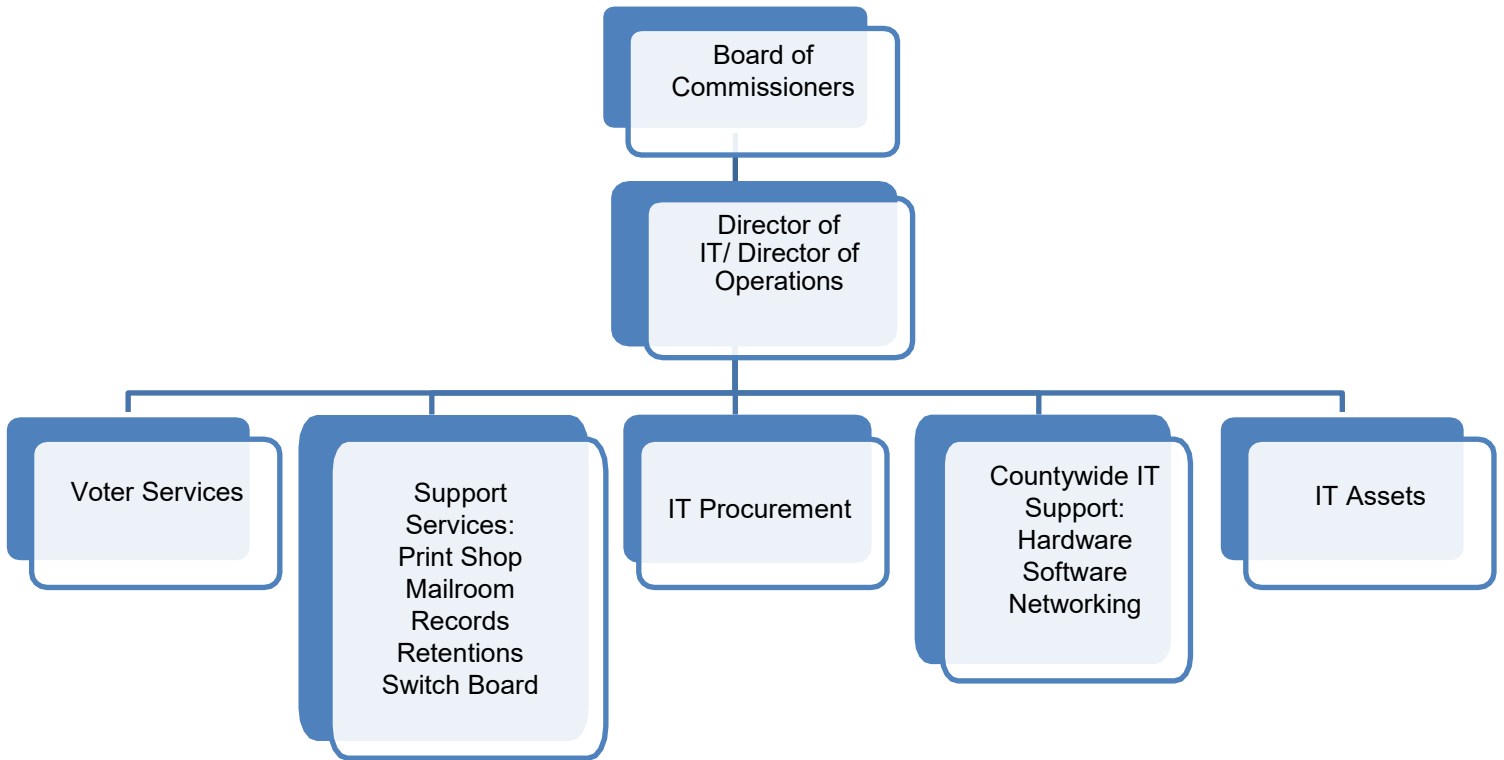 Board of
Commissioners
Director of
IT/ Director of
Operations
Voter Services
Support
Services:
Print Shop
Mailroom
Records
Retentions
Switch Board
IT Procurement
Countywide IT
Support:
Hardware
Software
Networking
IT Assets